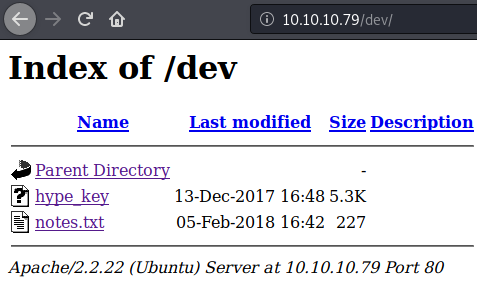 10.10.10.79/dev/
Index of /dev
Name Last modified Size Description
Parent Directory -
hype_key 13-Dec-2017 16:48 5.3K
notes.txt 05-Feb-2018 16:42 227
Apache/2.2.22 (Ubuntu) Server at 10.10.10.79 Port 80